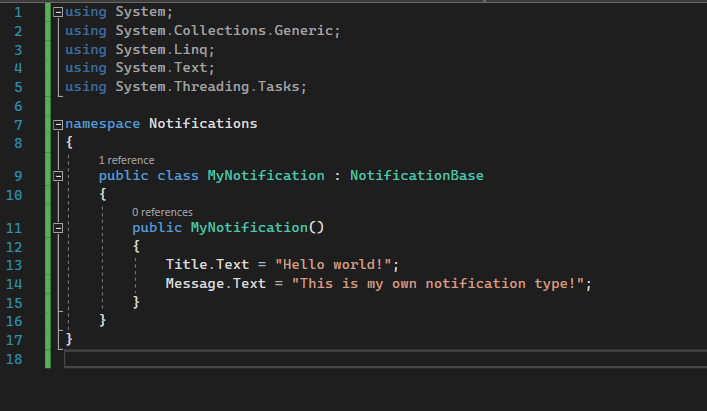 1 using System;
2 using System.Collections.Generic;
3 using System.Linq;
4 using System.Text;
5 using System.Threading.Tasks;
6
7 namespace Notifications
8 {
1 reference
9 public class MyNotification : NotificationBase
10 {
0 references
11 public MyNotification()
12 {
13 Title.Text = "Hello world!";
14 Message.Text = "This is my own notification type!";
15 }
16 }
17 }
18